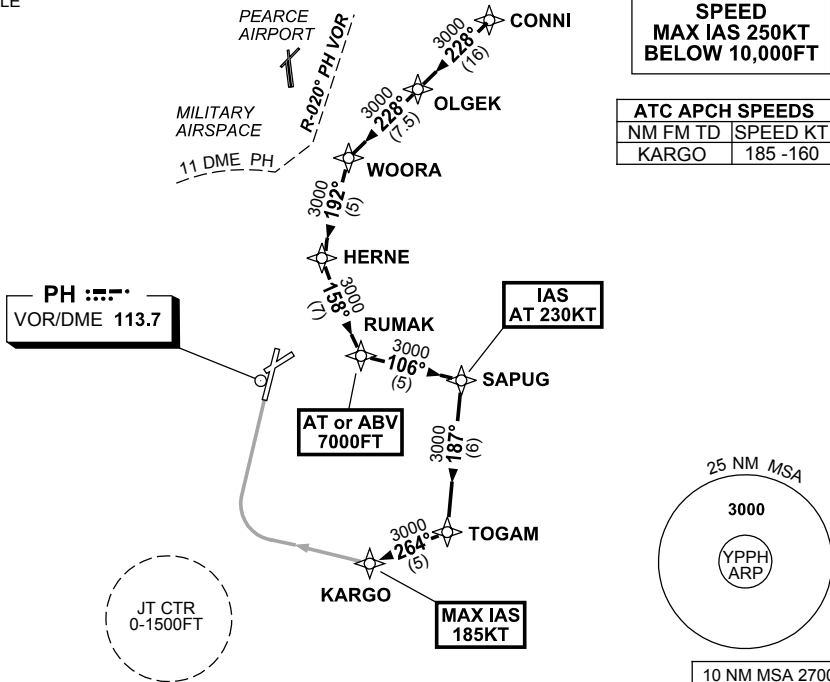 LE
PEARCE
AIRPORT
R-020° PH VOR
MILITARY
AIRSPACE
11 DME PH
CONNI
3000
228°
(16)
OLGEK
3000
228°
(7.5)
WOORA
3000
192°
(5)
HERNE
3000
158°
(7)
RUMAK
3000
106°
(5)
SAPUG
IAS
AT 230KT
AT or ABV
7000FT
3000
187°
(6)
TOGAM
3000
264°
(5)
KARGO
MAX IAS
185KT
PH
VOR/DME 113.7
JT CTR
0-1500FT
SPEED
MAX IAS 250KT
BELOW 10,000FT
ATC APCH SPEEDS
NM FM TD SPEED KT
KARGO 185 -160
25 NM MSA
3000
YPPH
ARP
10 NM MSA 2700